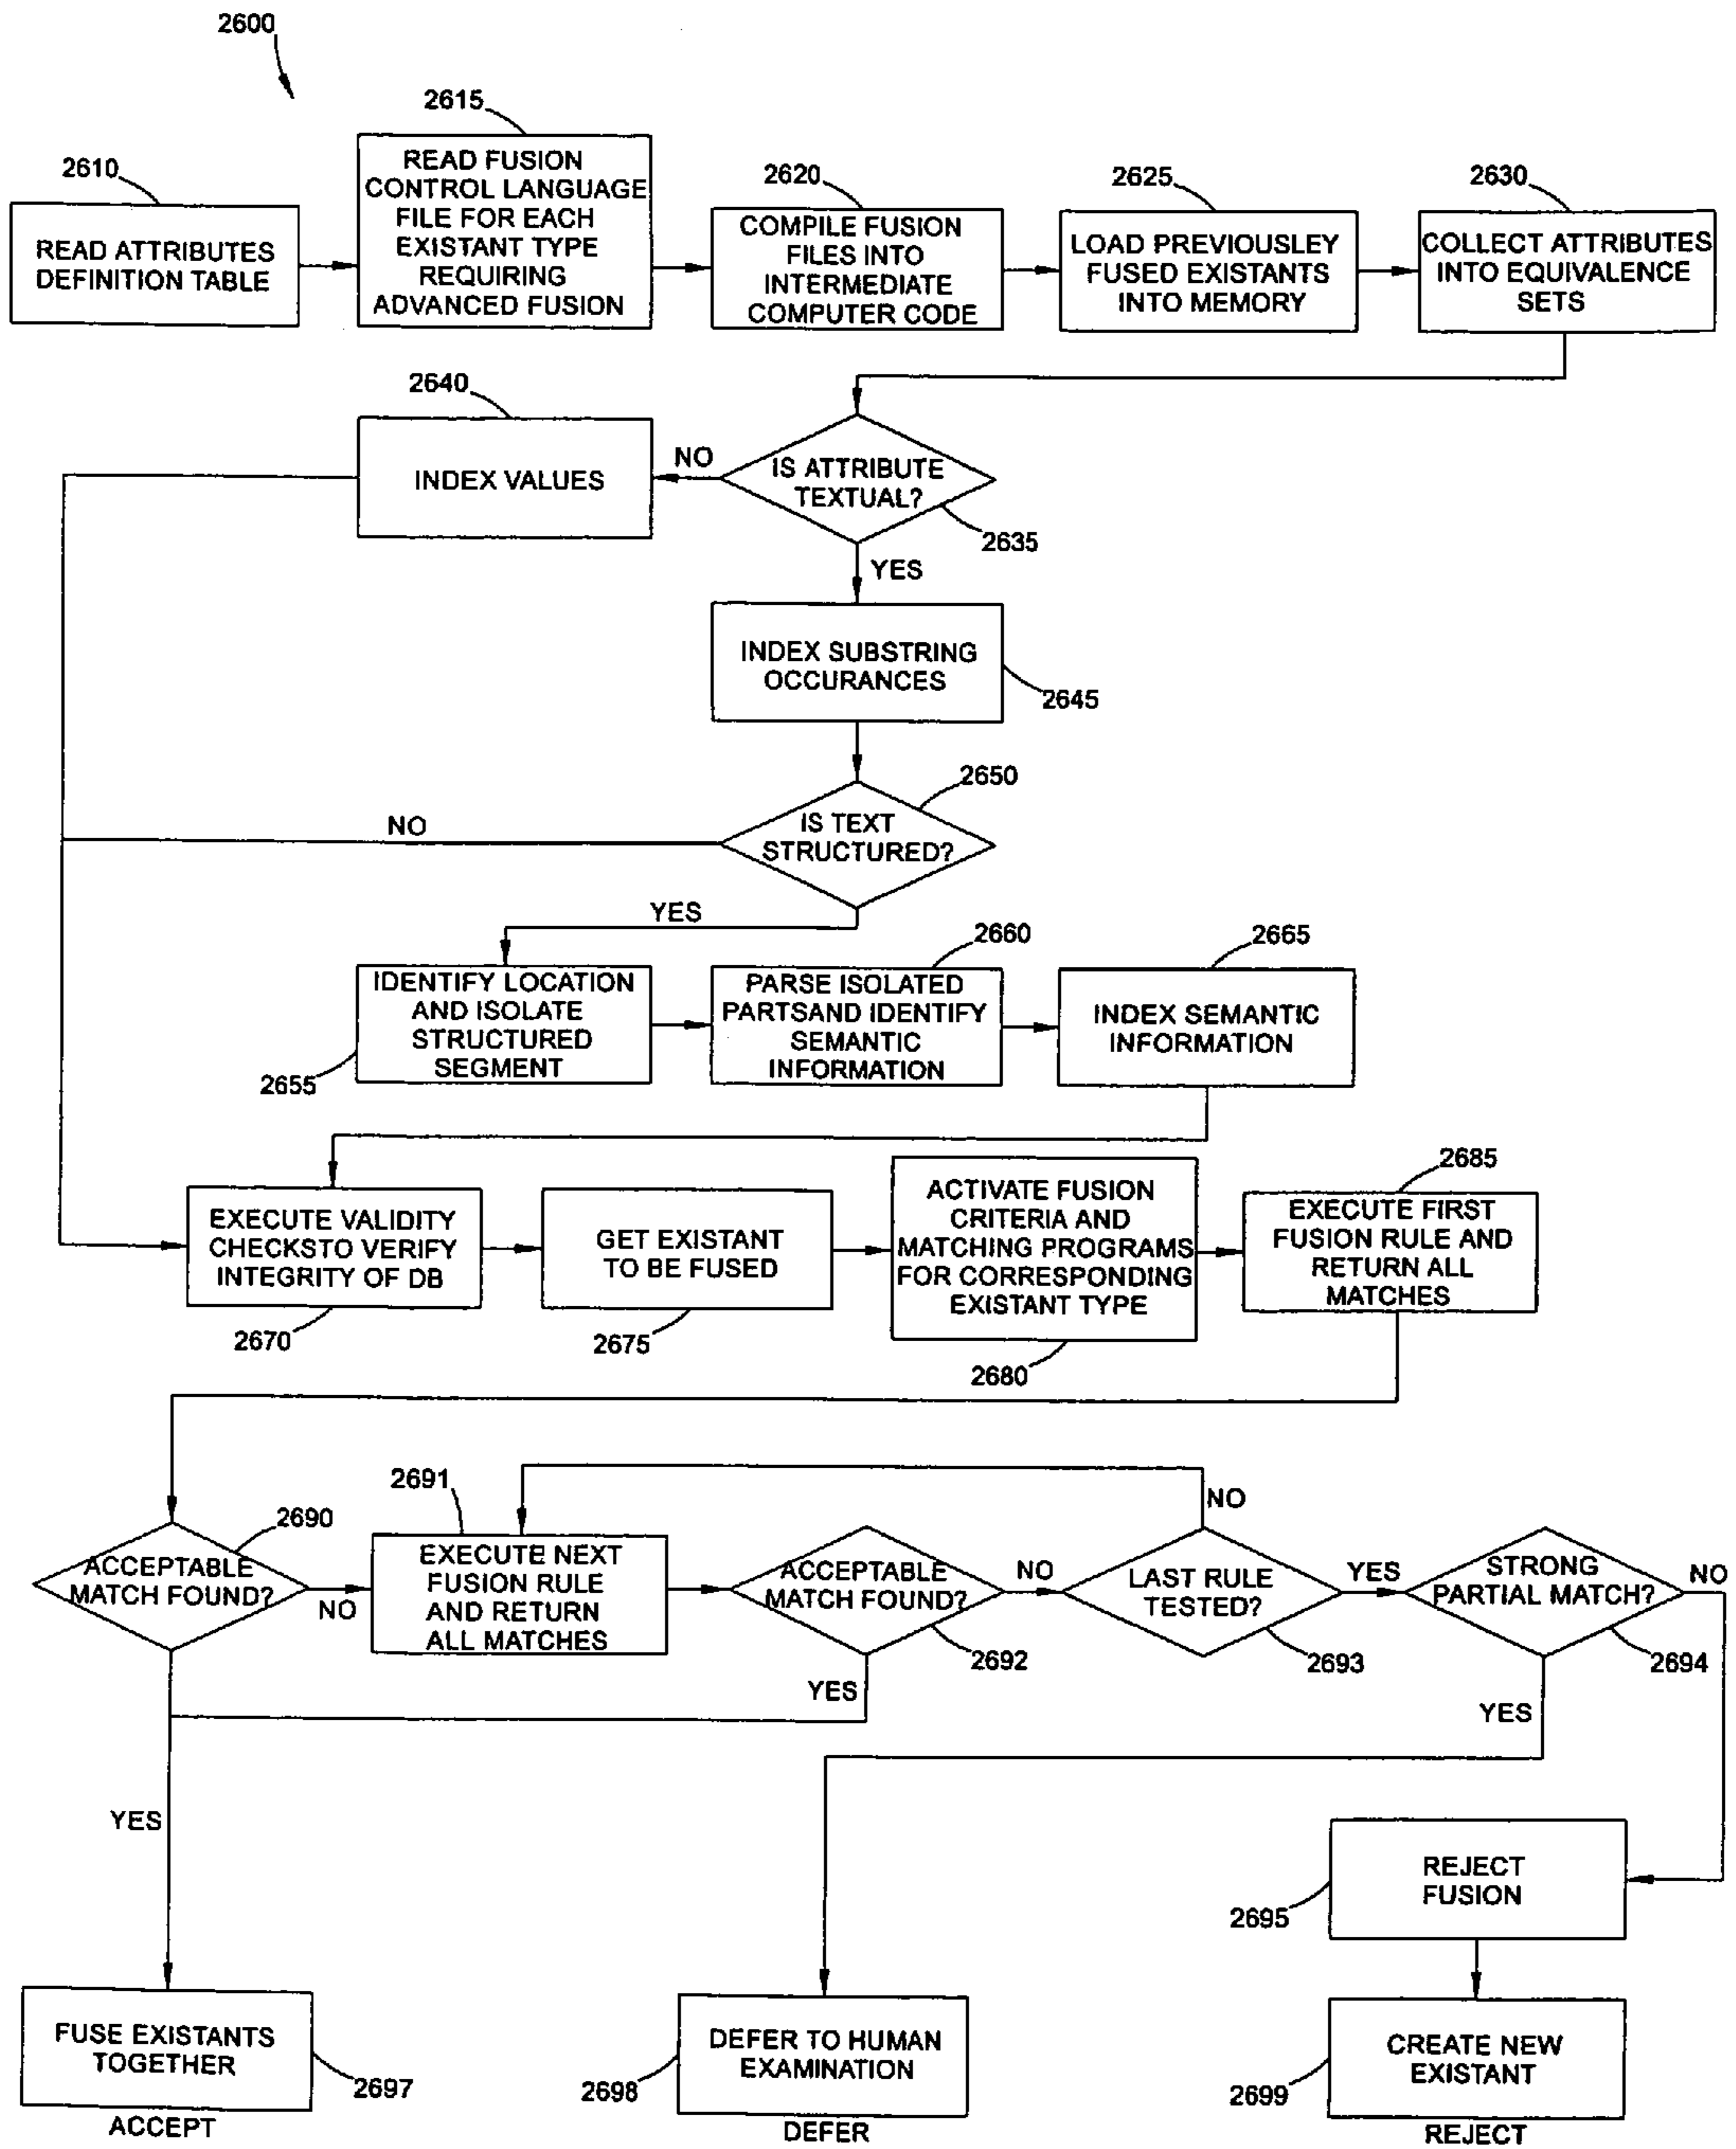 2600
2610
READ ATTRIBUTES
DEFINITION TABLE
2615
READ FUSION
CONTROL LANGUAGE
FILE FOR EACH
EXISTANT TYPE
REQUIRING
ADVANCED FUSION
2620
COMPILE FUSION
FILES INTO
INTERMEDIATE
COMPUTER CODE
2625
LOAD PREVIOUSLEY
FUSED EXISTANTS
INTO MEMORY
2630
COLLECT ATTRIBUTES
INTO EQUIVALENCE
SETS
2640
INDEX VALUES
NO
IS ATTRIBUTE
TEXTUAL?
2635
YES
INDEX SUBSTRING
OCCURANCES
2645
2650
IS TEXT
STRUCTURED?
NO
YES
IDENTIFY LOCATION
AND ISOLATE
STRUCTURED
SEGMENT
2655
2660
PARSE ISOLATED
PARTSAND IDENTIFY
SEMANTIC
INFORMATION
2665
INDEX SEMANTIC
INFORMATION
EXECUTE VALIDITY
CHECKSTO VERIFY
INTEGRITY OF DB
2670
GET EXISTANT
TO BE FUSED
2675
ACTIVATE FUSION
CRITERIA AND
MATCHING PROGRAMS
FOR CORRESPONDING
EXISTANT TYPE
2680
2685
EXECUTE FIRST
FUSION RULE AND
RETURN ALL
MATCHES
2690
ACCEPTABLE
MATCH FOUND?
NO
2691
EXECUTE NEXT
FUSION RULE
AND RETURN
ALL MATCHES
ACCEPTABLE
MATCH FOUND?
2692
NO
YES
NO
LAST RULE
TESTED?
2693
YES
STRONG
PARTIAL MATCH?
2694
NO
YES
YES
REJECT
FUSION
2695
FUSE EXISTANTS
TOGETHER
2697
ACCEPT
DEFER TO HUMAN
EXAMINATION
2698
DEFER
CREATE NEW
EXISTANT
2699
REJECT